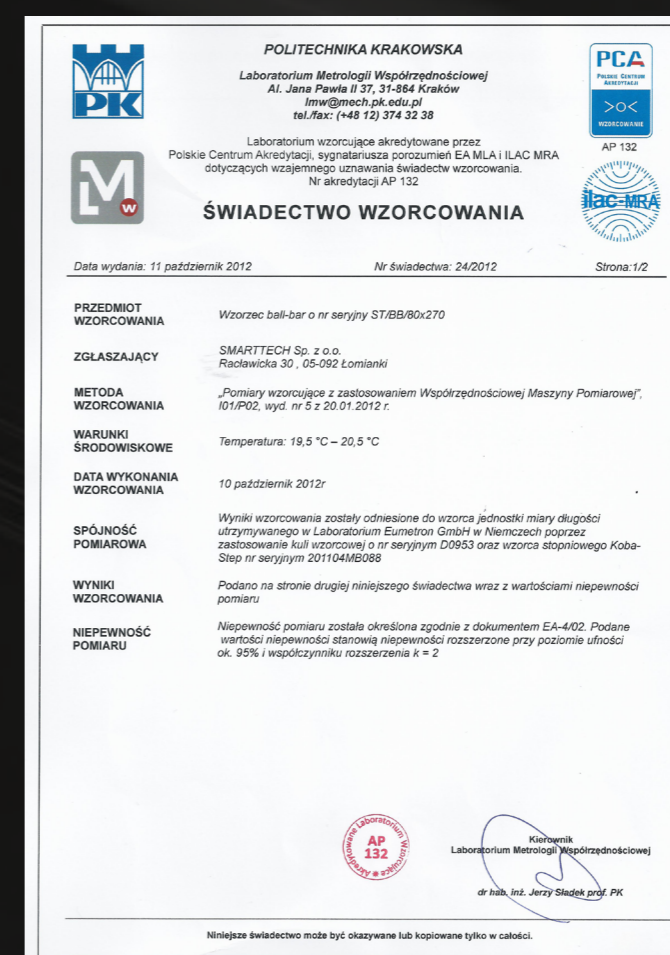 POLITECHNIKA KRAKOWSKA
Laboratorium Metrologii Współrzędnościowej
Al. Jana Pawła II 37, 31-864 Kraków
lmw@mech.pk.edu.pl
tel./fax: (+48 12) 374 32 38
PK
PCA
POLSKIE CENTRUM
AKREDYTACJI
WZORCOWANIE
AP 132
Laboratorium wzorcujące akredytowane przez
Polskie Centrum Akredytacji, sygnatariusza porozumień EA MLA i ILAC MRA
dotyczących wzajemnego uznawania świadectw wzorcowania.
Nr akredytacji AP 132
LM w
ilac-MRA
ŚWIADECTWO WZORCOWANIA
Data wydania: 11 październik 2012 Nr świadectwa: 24/2012 Strona:1/2
PRZEDMIOT
WZORCOWANIA
Wzorzec ball-bar o nr seryjny ST/BB/80x270
ZGŁASZAJĄCY
SMARTTECH Sp. z o.o.
Racławicka 30 , 05-092 Łomianki
METODA
WZORCOWANIA
„Pomiary wzorcujące z zastosowaniem Współrzędnościowej Maszyny Pomiarowej”,
I01/P02, wyd. nr 5 z 20.01.2012 r.
WARUNKI
ŚRODOWISKOWE
Temperatura: 19,5 °C – 20,5 °C
DATA WYKONANIA
WZORCOWANIA
10 październik 2012r
SPÓJNOŚĆ
POMIAROWA
Wyniki wzorcowania zostały odniesione do wzorca jednostki miary długości
utrzymywanego w Laboratorium Eumetron GmbH w Niemczech poprzez
zastosowanie kuli wzorcowej o nr seryjnym D0953 oraz wzorca stopniowego Koba-
Step nr seryjnym 201104MB088
WYNIKI
WZORCOWANIA
Podano na stronie drugiej niniejszego świadectwa wraz z wartościami niepewności
pomiaru
NIEPEWNOŚĆ
POMIARU
Niepewność pomiaru została określona zgodnie z dokumentem EA-4/02. Podane
wartości niepewności stanowią niepewności rozszerzone przy poziomie ufności
ok. 95% i współczynniku rozszerzenia k = 2
Akredytowane Laboratorium Wzorcujące
AP
132
Kierownik
Laboratorium Metrologii Współrzędnościowej
dr hab. inż. Jerzy Sładek prof. PK
Niniejsze świadectwo może być okazywane lub kopiowane tylko w całości.